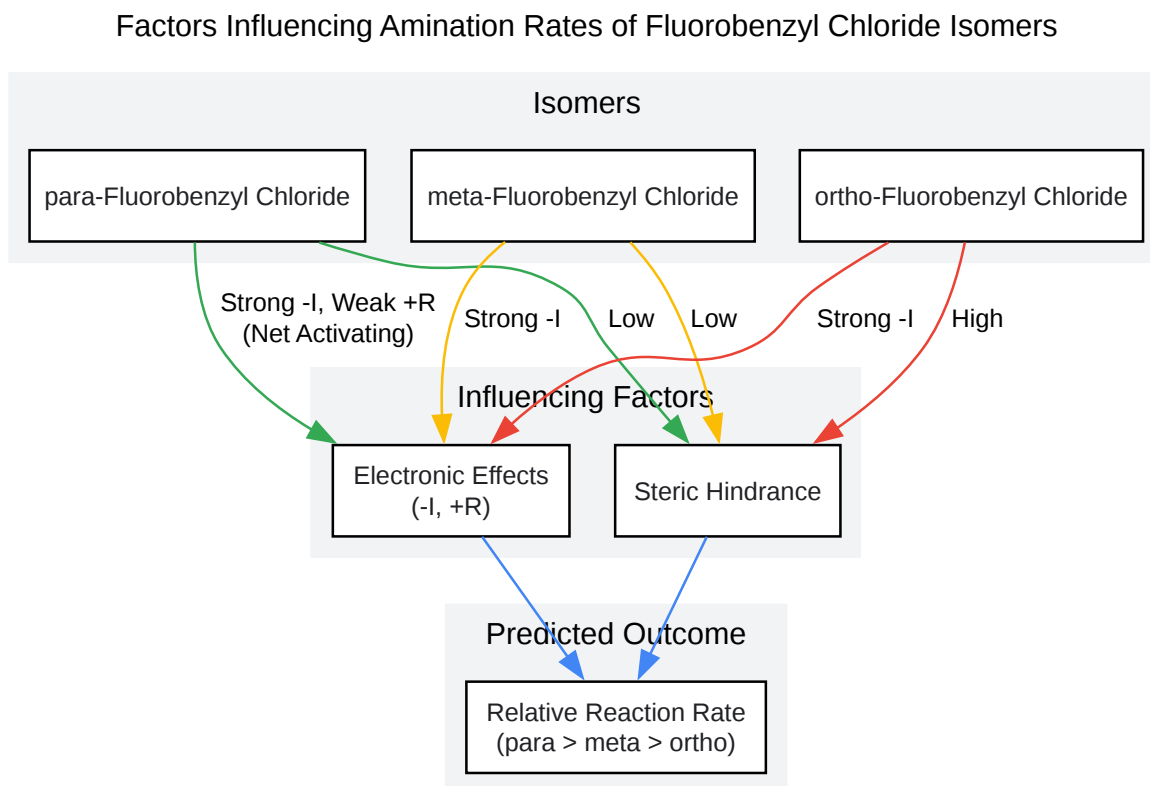 Factors Influencing Amination Rates of Fluorobenzyl Chloride Isomers
Isomers
para-Fluorobenzyl Chloride
meta-Fluorobenzyl Chloride
ortho-Fluorobenzyl Chloride
Strong -I, Weak +R
(Net Activating)
Strong -I
Low
Low
Strong -I
High
Influencing Factors
Electronic Effects
(-I, +R)
Steric Hindrance
Predicted Outcome
Relative Reaction Rate
(para > meta > ortho)